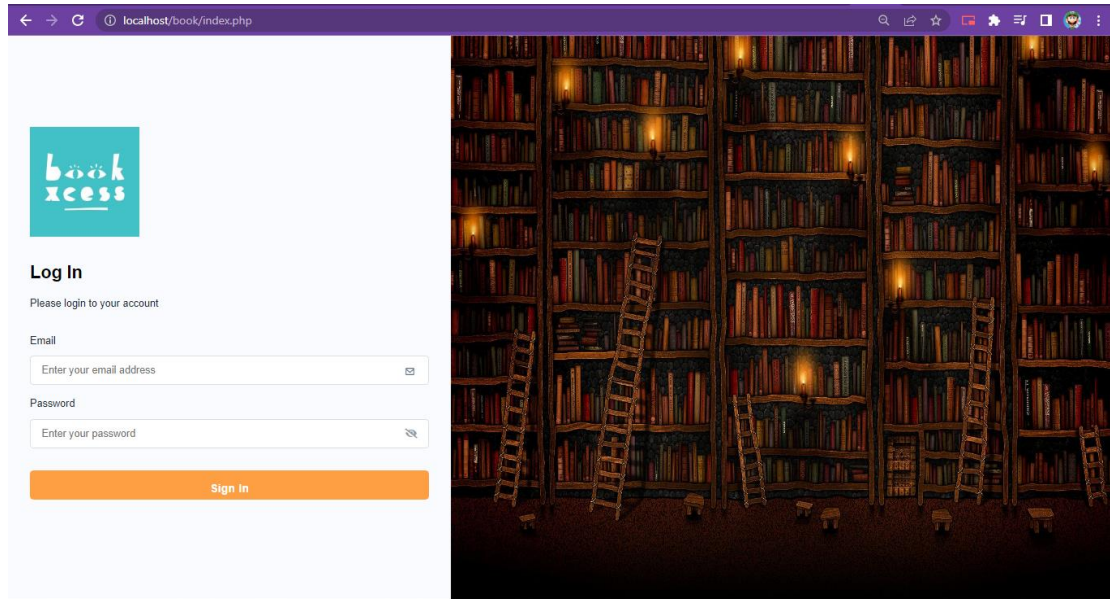 localhost/book/index.php
book
xcess
Log In
Please login to your account
Email
Enter your email address
Password
Enter your password
Sign In